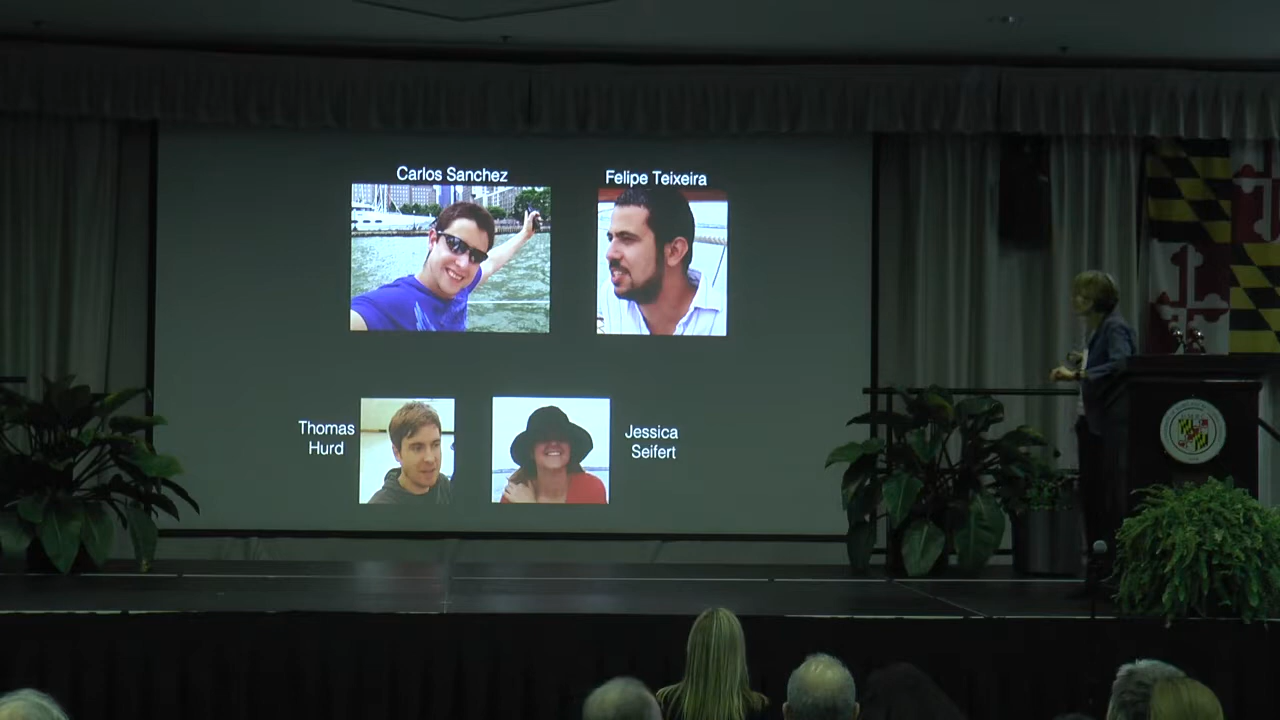 Carlos Sanchez
Felipe Teixeira
Thomas
Hurd
Jessica
Seifert